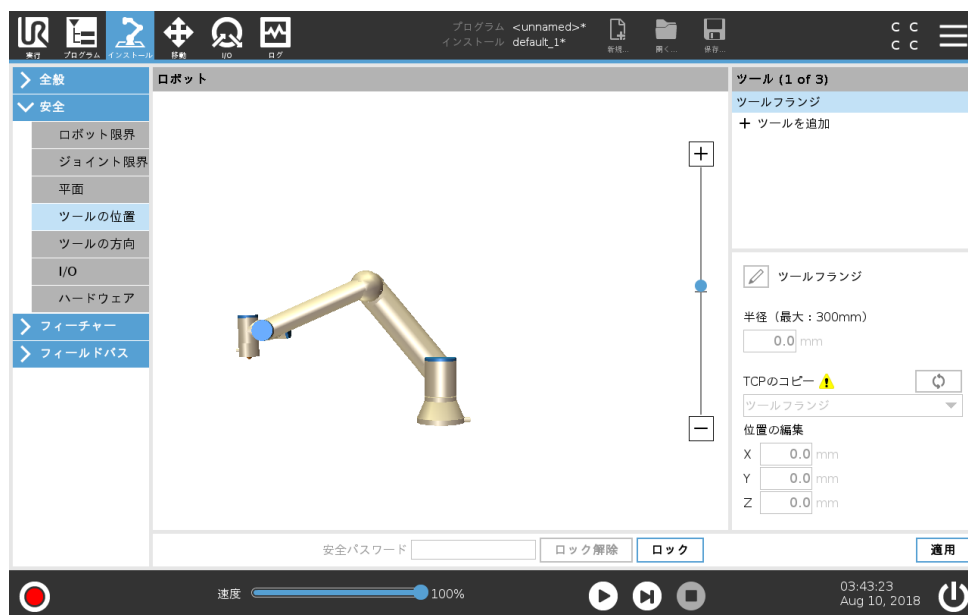 UR
実行
プログラム
インストール
移動
I/O
ログ
プログラム <unnamed>*
インストール default_1*
新規...
開く...
保存...
C C
C C
全般
安全
ロボット限界
ジョイント限界
平面
ツールの位置
ツールの方向
I/O
ハードウェア
フィーチャー
フィールドバス
ロボット
ツール (1 of 3)
ツールフランジ
+ ツールを追加
ツールフランジ
半径（最大：300mm）
0.0 mm
TCPのコピー
ツールフランジ
位置の編集
X 0.0 mm
Y 0.0 mm
Z 0.0 mm
安全パスワード ロック解除 ロック 適用
速度 100%
03:43:23
Aug 10, 2018